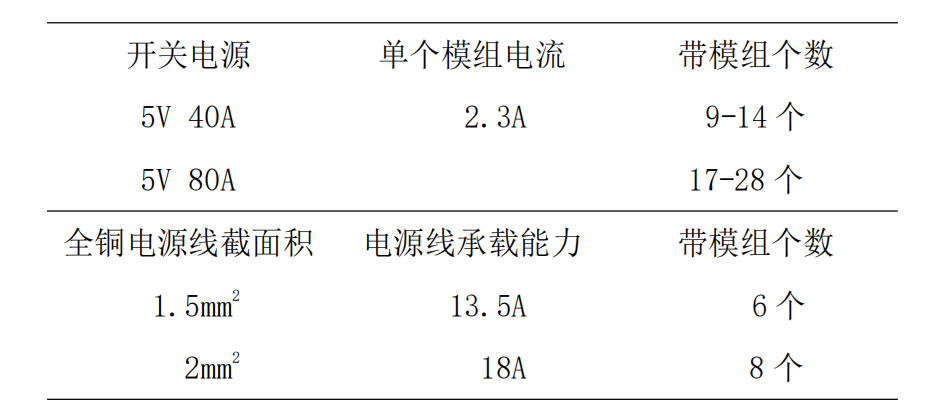 开关电源 单个模组电流 带模组个数
5V 40A 2.3A 9-14 个
5V 80A 17-28 个
全铜电源线截面积 电源线承载能力 带模组个数
1.5mm² 13.5A 6 个
2mm² 18A 8 个